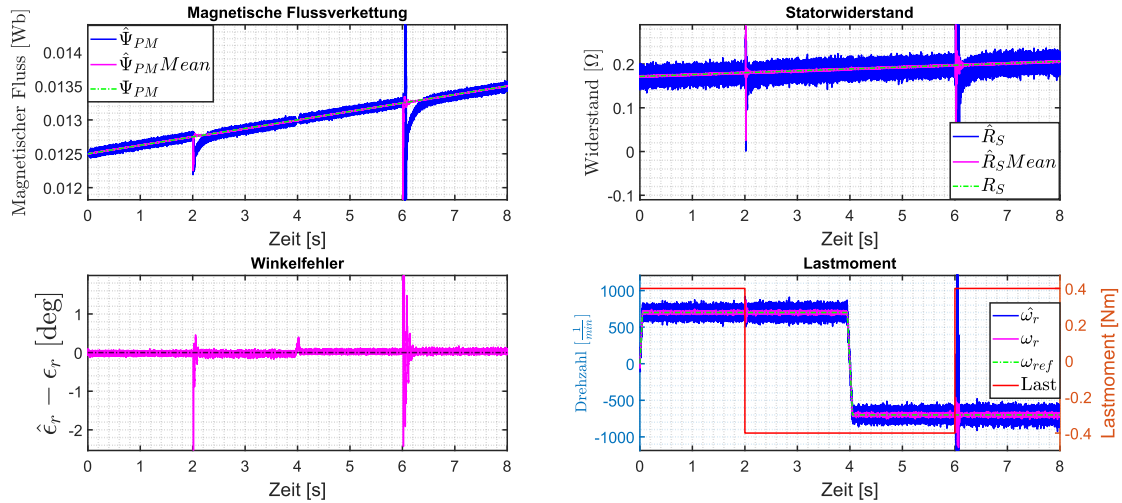 Magnetische Flussverkettung
Magnetischer Fluss [Wb]
0.014
0.0135
0.013
0.0125
0.012
Ψ̂_PM
Ψ̂_PM Mean
Ψ_PM
0 1 2 3 4 5 6 7 8
Zeit [s]
Statorwiderstand
Widerstand [Ω]
0.2
0.1
0
-0.1
R̂_S
R̂_S Mean
R_S
0 1 2 3 4 5 6 7 8
Zeit [s]
Winkelfehler
ε̂_r − ε_r [deg]
1
0
-1
-2
0 1 2 3 4 5 6 7 8
Zeit [s]
Lastmoment
Drehzahl [1/min]
1000
500
0
-500
-1000
ω̂_r
ω_r
ω_ref
Last
0.4
0.2
0
-0.2
-0.4
Lastmoment [Nm]
0 1 2 3 4 5 6 7 8
Zeit [s]